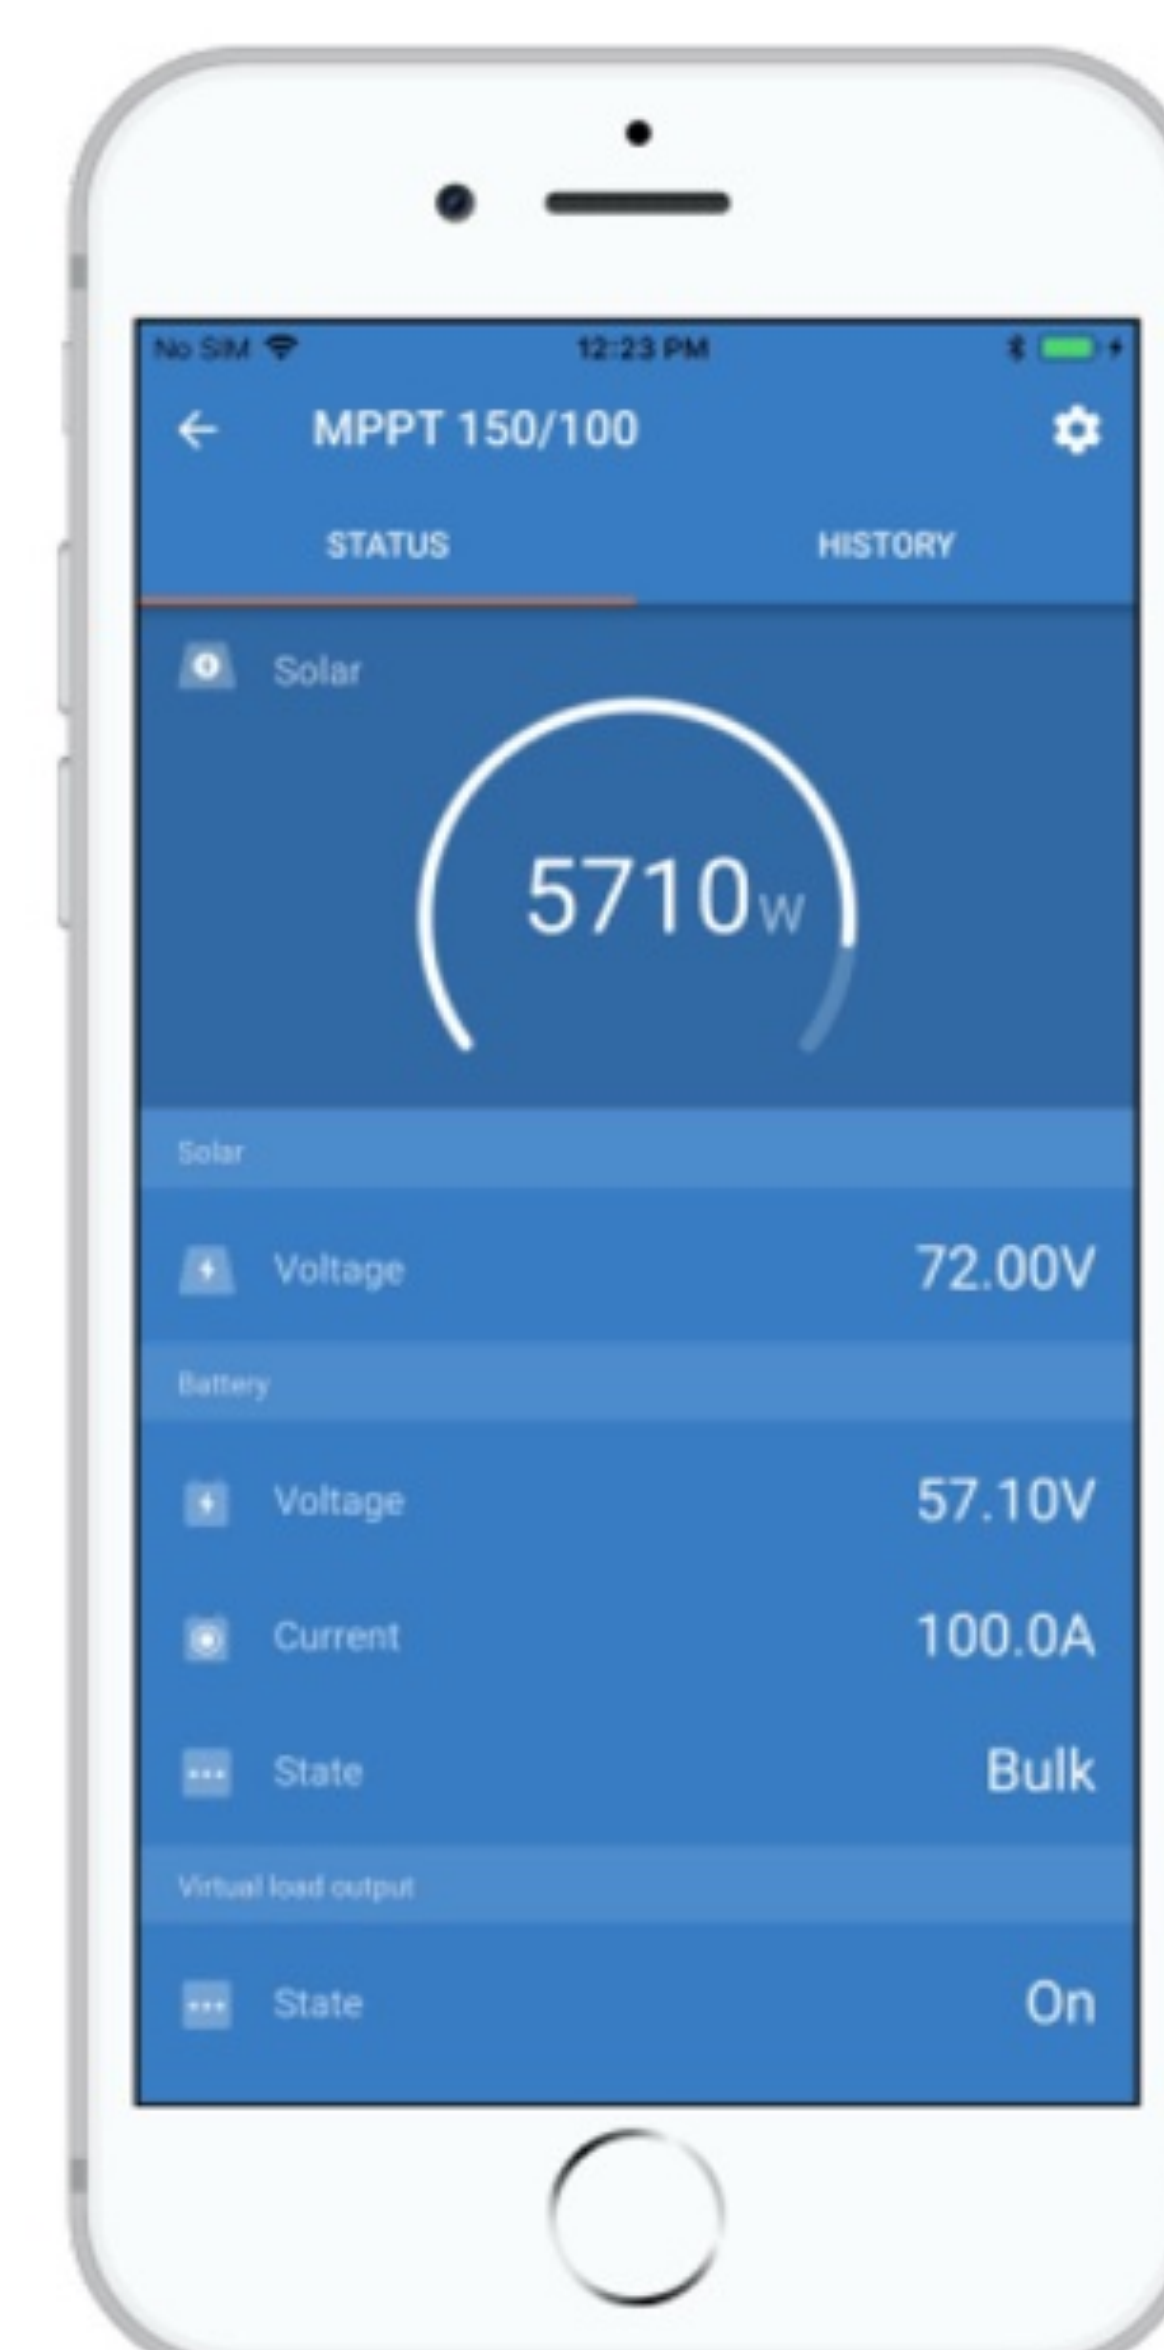 No SIM 12:23 PM
MPPT 150/100
STATUS HISTORY
Solar
5710W
Solar
Voltage 72.00V
Battery
Voltage 57.10V
Current 100.0A
State Bulk
Virtual load output
State On